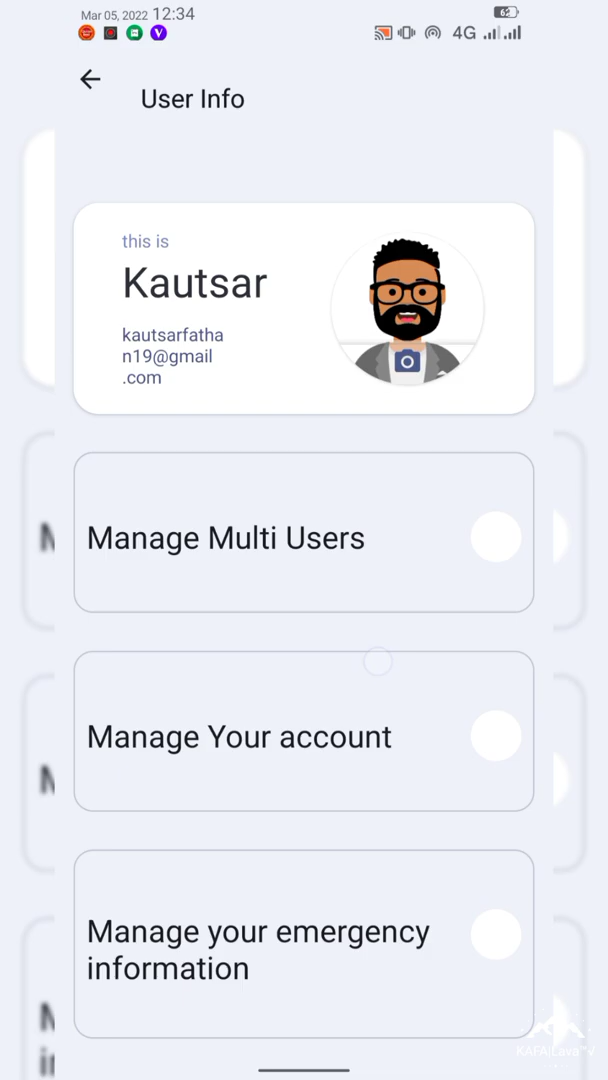 Mar 05, 2022 12:34
62
4G
User Info
this is
Kautsar
kautsarfatha
n19@gmail
.com
Manage Multi Users
Manage Your account
Manage your emergency
information